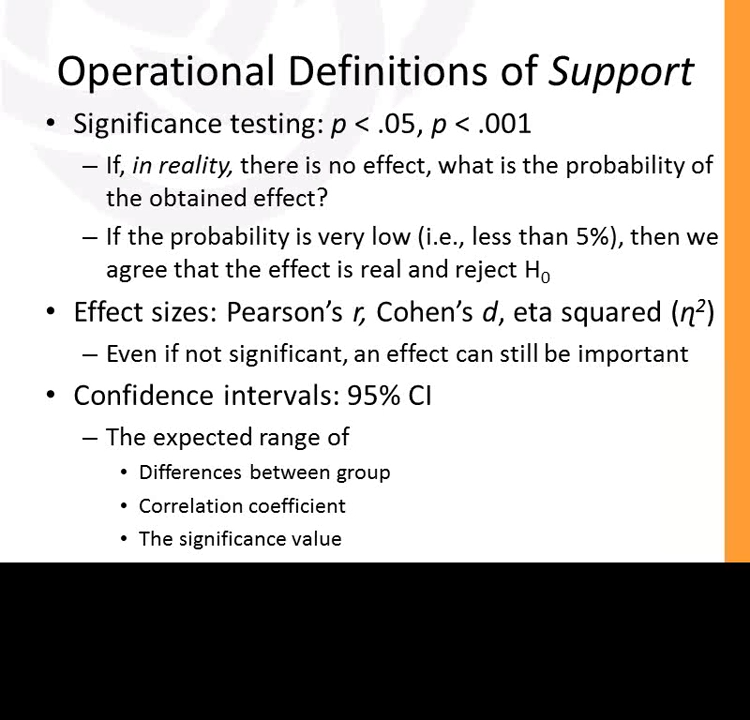 Operational Definitions of Support
• Significance testing: p < .05, p < .001
– If, in reality, there is no effect, what is the probability of
the obtained effect?
– If the probability is very low (i.e., less than 5%), then we
agree that the effect is real and reject H₀
• Effect sizes: Pearson’s r, Cohen’s d, eta squared (η²)
– Even if not significant, an effect can still be important
• Confidence intervals: 95% CI
– The expected range of
• Differences between group
• Correlation coefficient
• The significance value